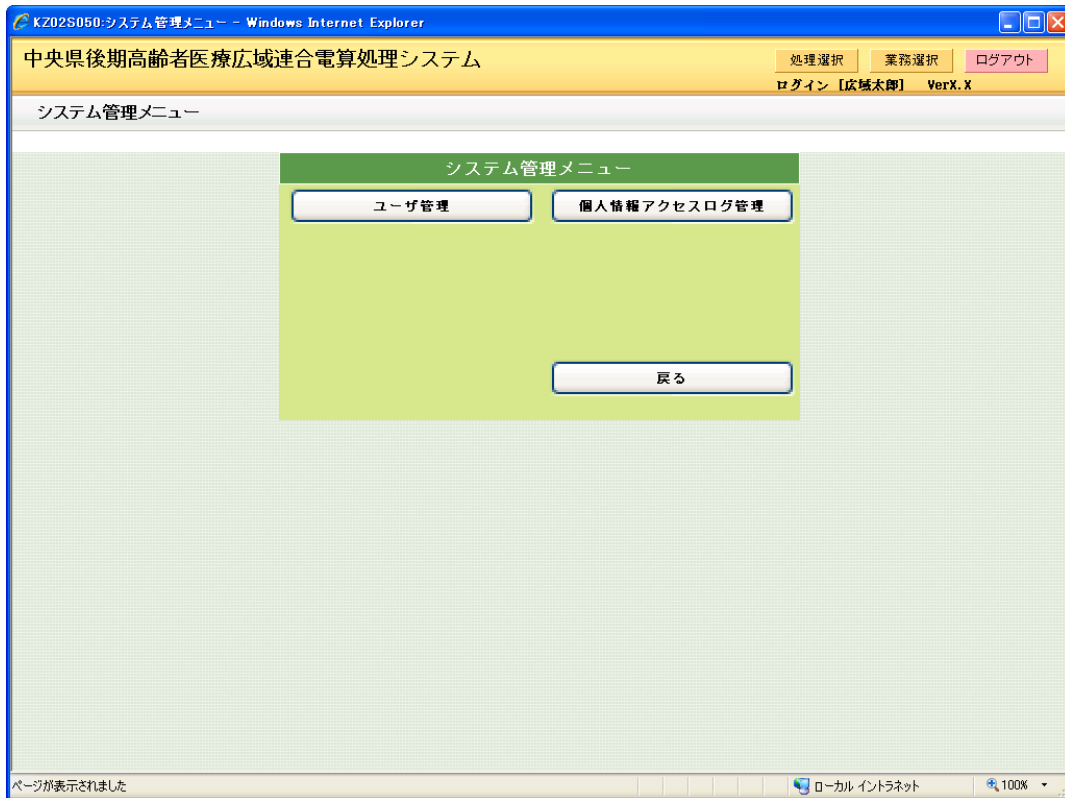 KZ02S050:システム管理メニュー - Windows Internet Explorer
中央県後期高齢者医療広域連合電算処理システム
処理選択 業務選択 ログアウト
ログイン [広域太郎] VerX.X
システム管理メニュー
システム管理メニュー
ユーザ管理 個人情報アクセスログ管理
戻る
ページが表示されました ローカル イントラネット 100%